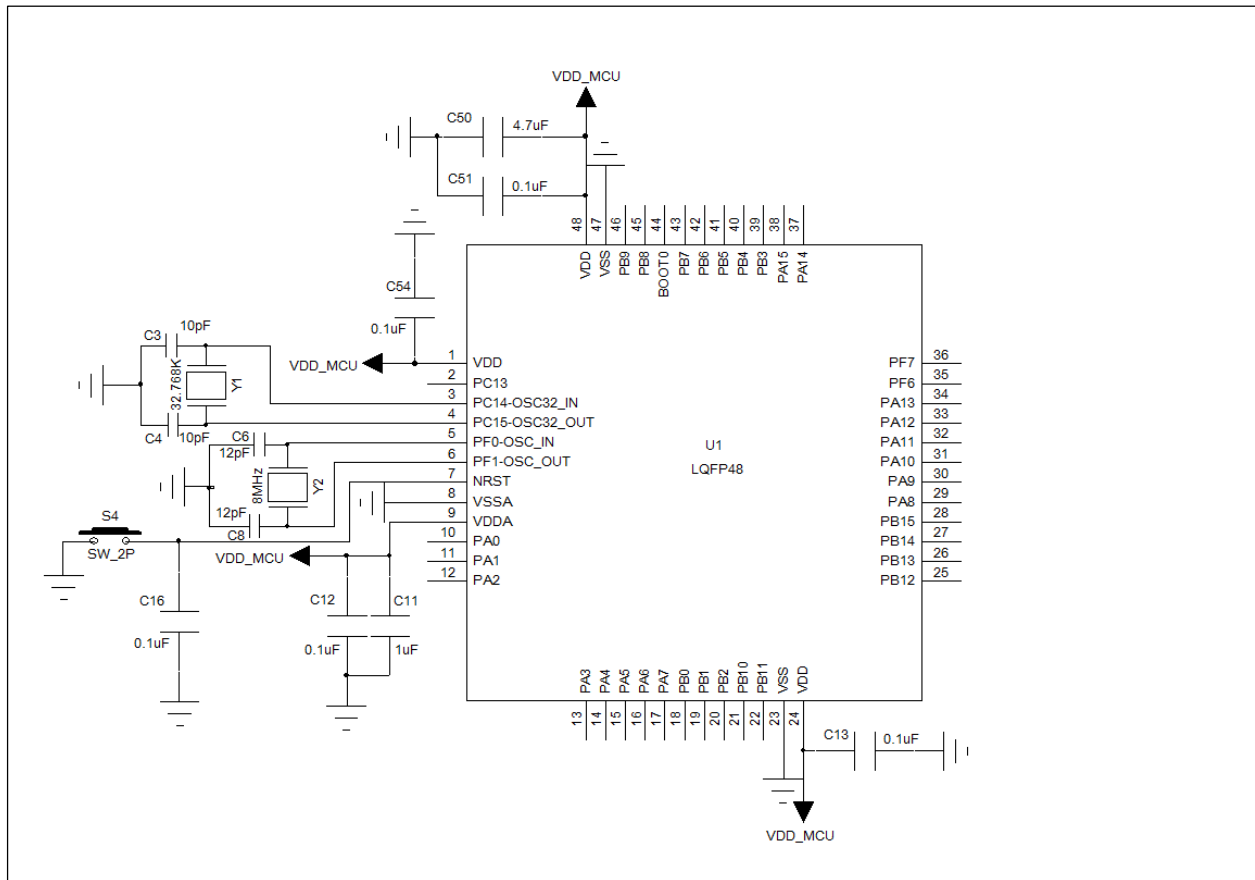 VDD_MCU
C50
4.7uF
C51
0.1uF
48 47 46 45 44 43 42 41 40 39 38 37
VDD VSS PB9 PB8 BOOT0 PB7 PB6 PB5 PB4 PB3 PA15 PA14
C54
0.1uF
VDD_MCU
C3
10pF
32.768K
Y1
C4
10pF
C6
12pF
8MHz
Y2
12pF
C8
S4
SW_2P
C16
0.1uF
VDD_MCU
C12
0.1uF
C11
1uF
1 VDD
2 PC13
3 PC14-OSC32_IN
4 PC15-OSC32_OUT
5 PF0-OSC_IN
6 PF1-OSC_OUT
7 NRST
8 VSSA
9 VDDA
10 PA0
11 PA1
12 PA2
U1
LQFP48
PF7 36
PF6 35
PA13 34
PA12 33
PA11 32
PA10 31
PA9 30
PA8 29
PB15 28
PB14 27
PB13 26
PB12 25
PA3 PA4 PA5 PA6 PA7 PB0 PB1 PB2 PB10 PB11 VSS VDD
13 14 15 16 17 18 19 20 21 22 23 24
C13
0.1uF
VDD_MCU